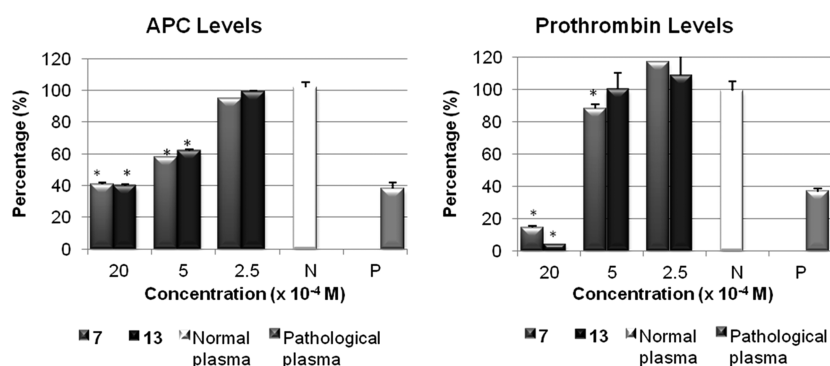 APC Levels
Percentage (%)
120
100
80
60
40
20
0
* * * *
20 5 2.5 N P
Concentration (x 10⁻⁴ M)
7 13 Normal plasma Pathological plasma
Prothrombin Levels
Percentage (%)
120
100
80
60
40
20
0
* * *
20 5 2.5 N P
Concentration (x 10⁻⁴ M)
7 13 Normal plasma Pathological plasma